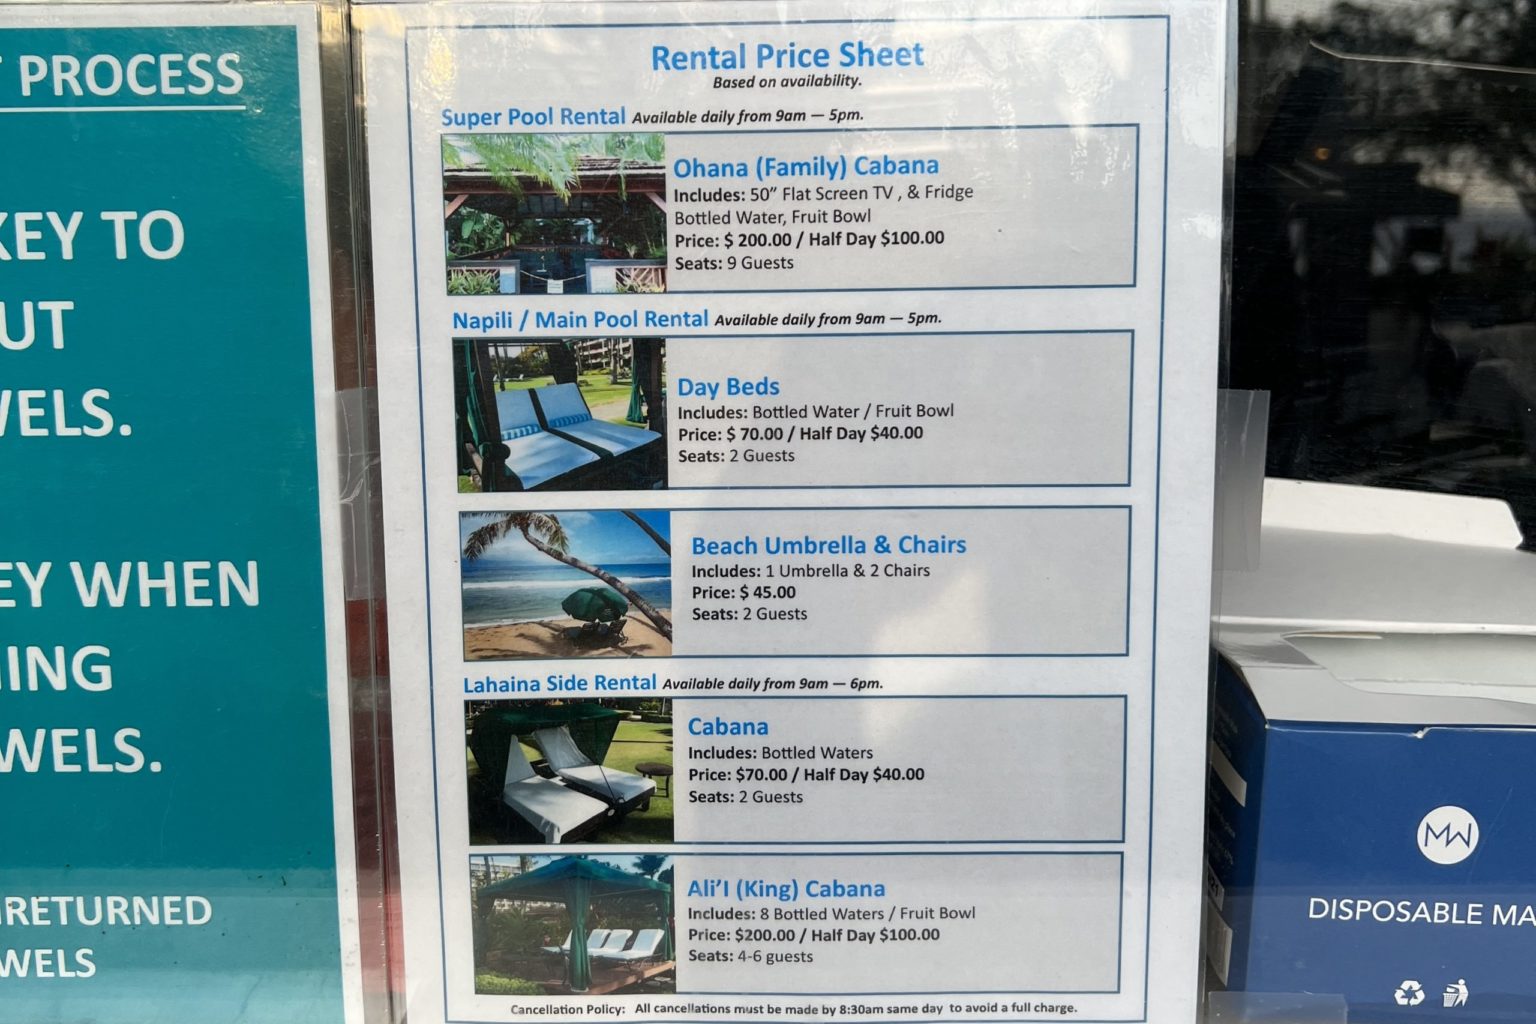 PROCESS
KEY TO
UT
WELS.
EY WHEN
ING
WELS.
RETURNED
WELS
Rental Price Sheet
Based on availability.
Super Pool Rental Available daily from 9am — 5pm.
Ohana (Family) Cabana
Includes: 50" Flat Screen TV , & Fridge
Bottled Water, Fruit Bowl
Price: $ 200.00 / Half Day $100.00
Seats: 9 Guests
Napili / Main Pool Rental Available daily from 9am — 5pm.
Day Beds
Includes: Bottled Water / Fruit Bowl
Price: $ 70.00 / Half Day $40.00
Seats: 2 Guests
Beach Umbrella & Chairs
Includes: 1 Umbrella & 2 Chairs
Price: $ 45.00
Seats: 2 Guests
Lahaina Side Rental Available daily from 9am — 6pm.
Cabana
Includes: Bottled Waters
Price: $70.00 / Half Day $40.00
Seats: 2 Guests
Ali'I (King) Cabana
Includes: 8 Bottled Waters / Fruit Bowl
Price: $200.00 / Half Day $100.00
Seats: 4-6 guests
Cancellation Policy: All cancellations must be made by 8:30am same day to avoid a full charge.
MW
DISPOSABLE MA